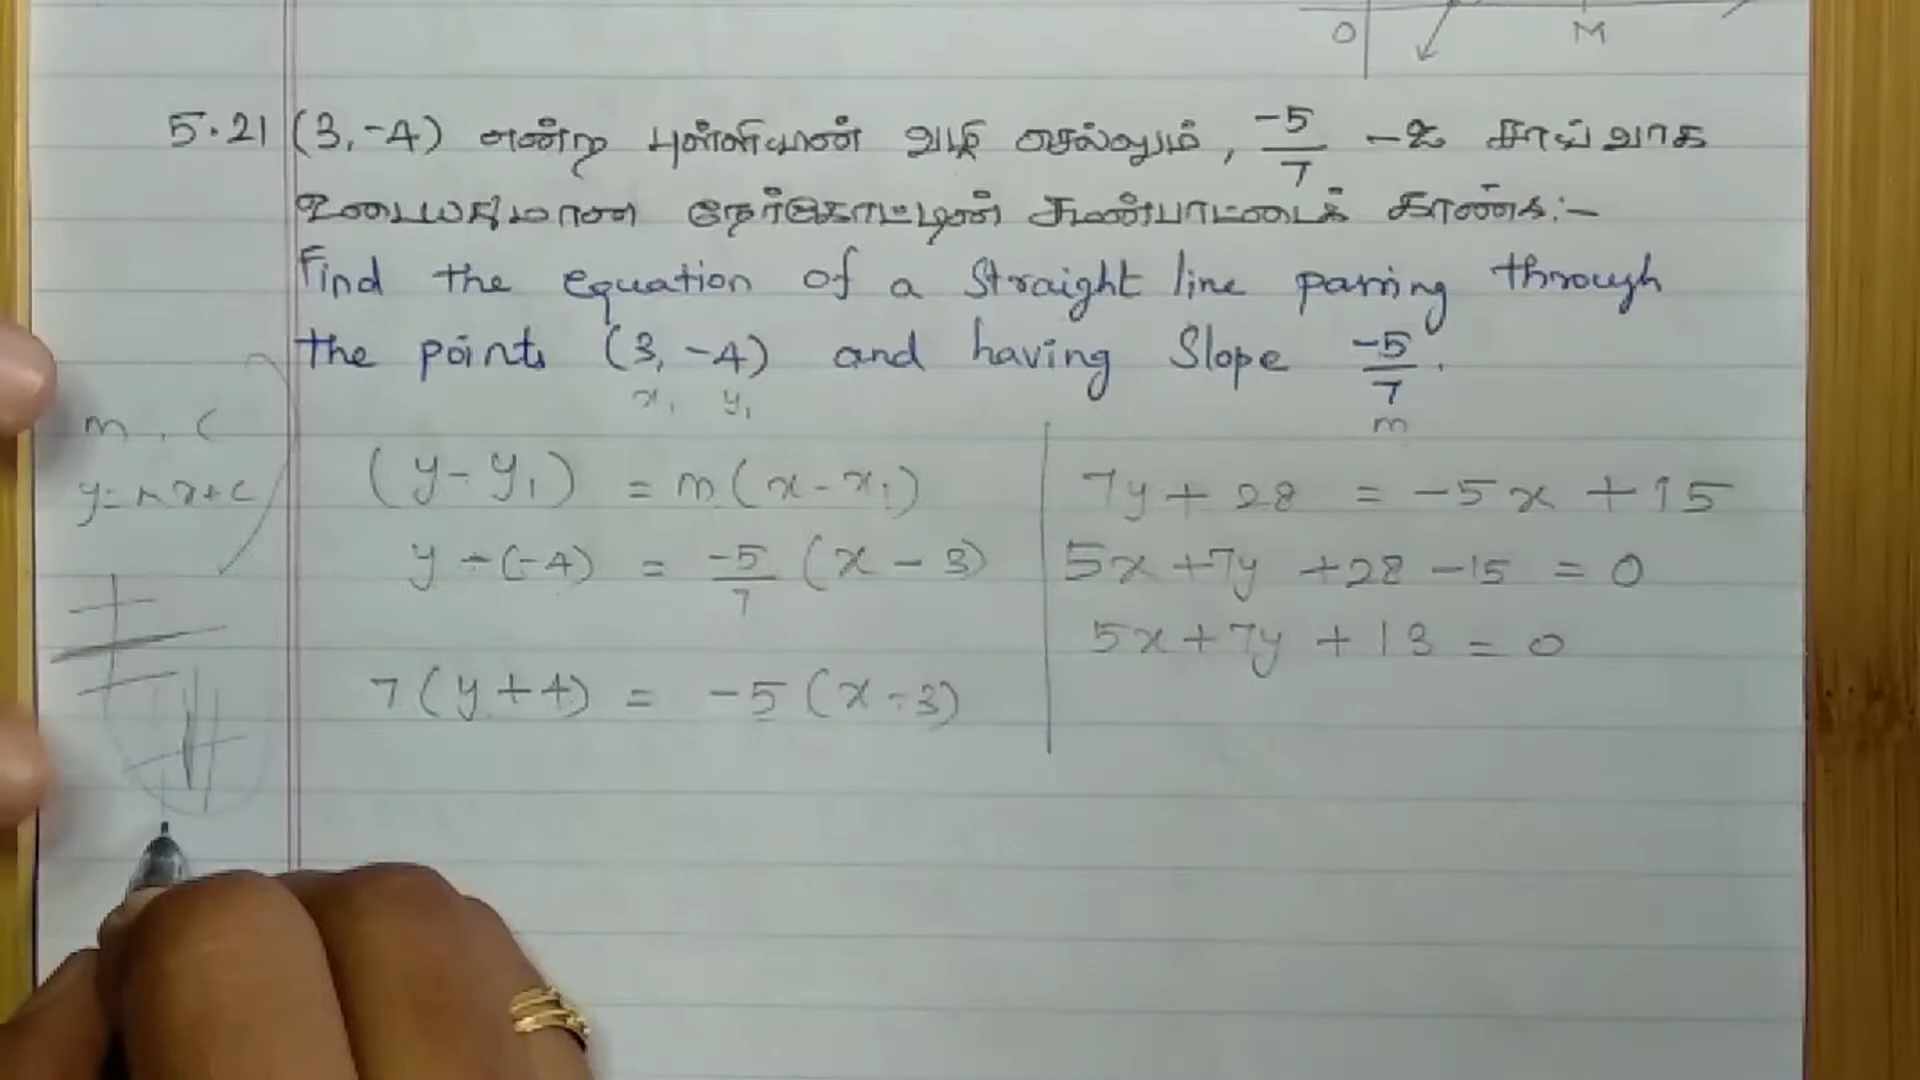 O M
5.21 (3, -4) என்ற புள்ளியின் வழி செல்லும், -5/7 -ஐ சாய்வாக
உடையதுமான நேர்கோட்டின் சமன்பாட்டைக் காண்க:-
Find the equation of a straight line passing through
the points (3, -4) and having slope -5/7.
x₁ y₁ m
m, c
y = mx + c
(y - y₁) = m(x - x₁)
y - (-4) = -5/7 (x - 3)
7(y + 4) = -5(x - 3)
7y + 28 = -5x + 15
5x + 7y + 28 - 15 = 0
5x + 7y + 13 = 0